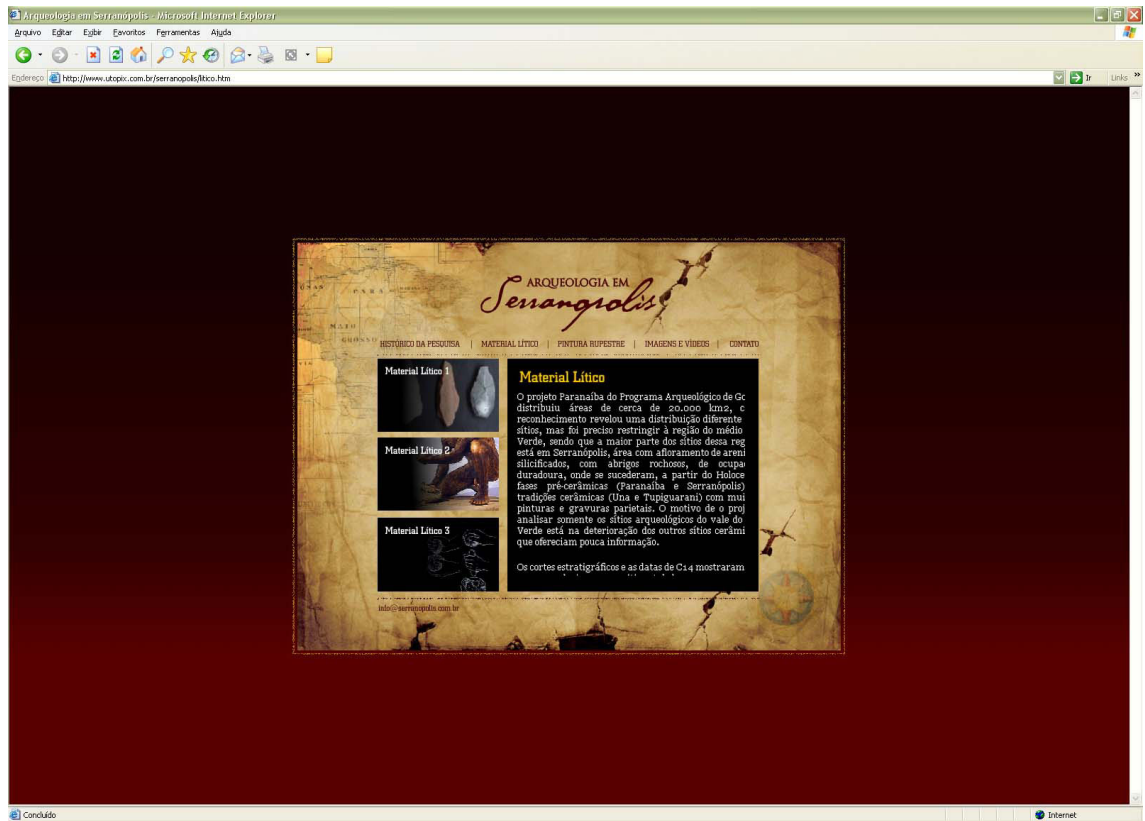 Arqueologia em Serranópolis - Microsoft Internet Explorer
Arquivo Editar Exibir Favoritos Ferramentas Ajuda
Endereço http://www.utopix.com.br/serranopolis/litico.htm Ir Links »
ARQUEOLOGIA EM
Serranópolis
PARA
MATO
GROSSO
HISTÓRICO DA PESQUISA | MATERIAL LÍTICO | PINTURA RUPESTRE | IMAGENS E VÍDEOS | CONTATO
Material Lítico 1
Material Lítico 2
Material Lítico 3
Material Lítico
O projeto Paranaíba do Programa Arqueológico de Go
distribuiu áreas de cerca de 20.000 km2, c
reconhecimento revelou uma distribuição diferente
sítios, mas foi preciso restringir à região do médio
Verde, sendo que a maior parte dos sítios dessa reg
está em Serranópolis, área com afloramento de areni
silicificados, com abrigos rochosos, de ocupa
duradoura, onde se sucederam, a partir do Holoce
fases pré-cerâmicas (Paranaíba e Serranópolis)
tradições cerâmicas (Una e Tupiguarani) com mui
pinturas e gravuras parietais. O motivo de o proj
analisar somente os sítios arqueológicos do vale do
Verde está na deterioração dos outros sítios cerâmi
que ofereciam pouca informação.
Os cortes estratigráficos e as datas de C14 mostraram
info@serranopolis.com.br
Concluído
Internet